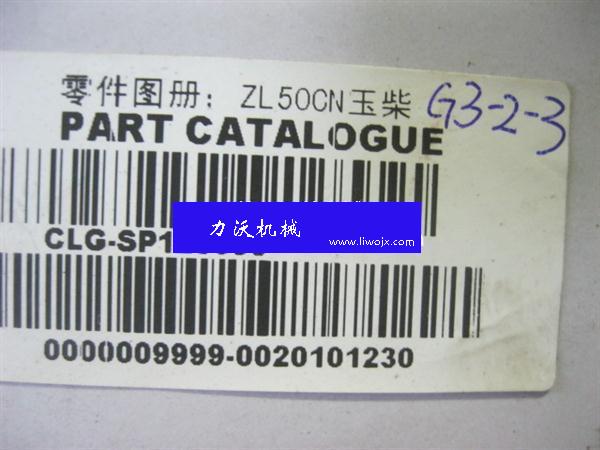 零件图册: ZL50CN玉柴
G3-2-3
PART CATALOGUE
力沃机械
www.liwojx.com
CLG-SP1
0000009999-0020101230